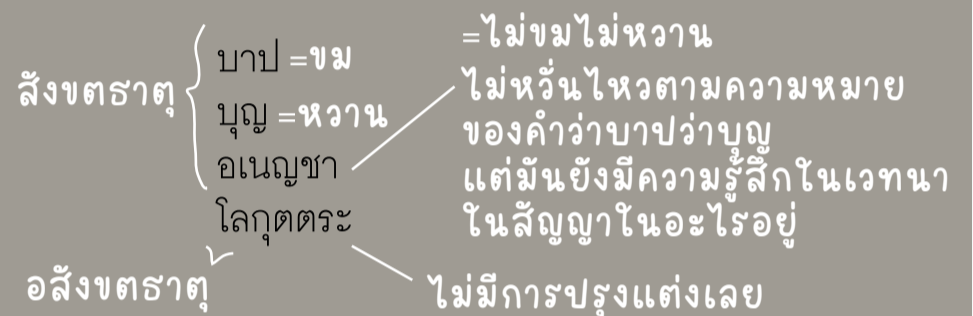 สังขตธาตุ
บาป =ขม
บุญ =หวาน
อเนญชา
โลกุตตระ
อสังขตธาตุ
=ไม่ขมไม่หวาน
ไม่หวั่นไหวตามความหมาย
ของคำว่าบาปว่าบุญ
แต่มันยังมีความรู้สึกในเวทนา
ในสัญญาในอะไรอยู่
ไม่มีการปรุงแต่งเลย